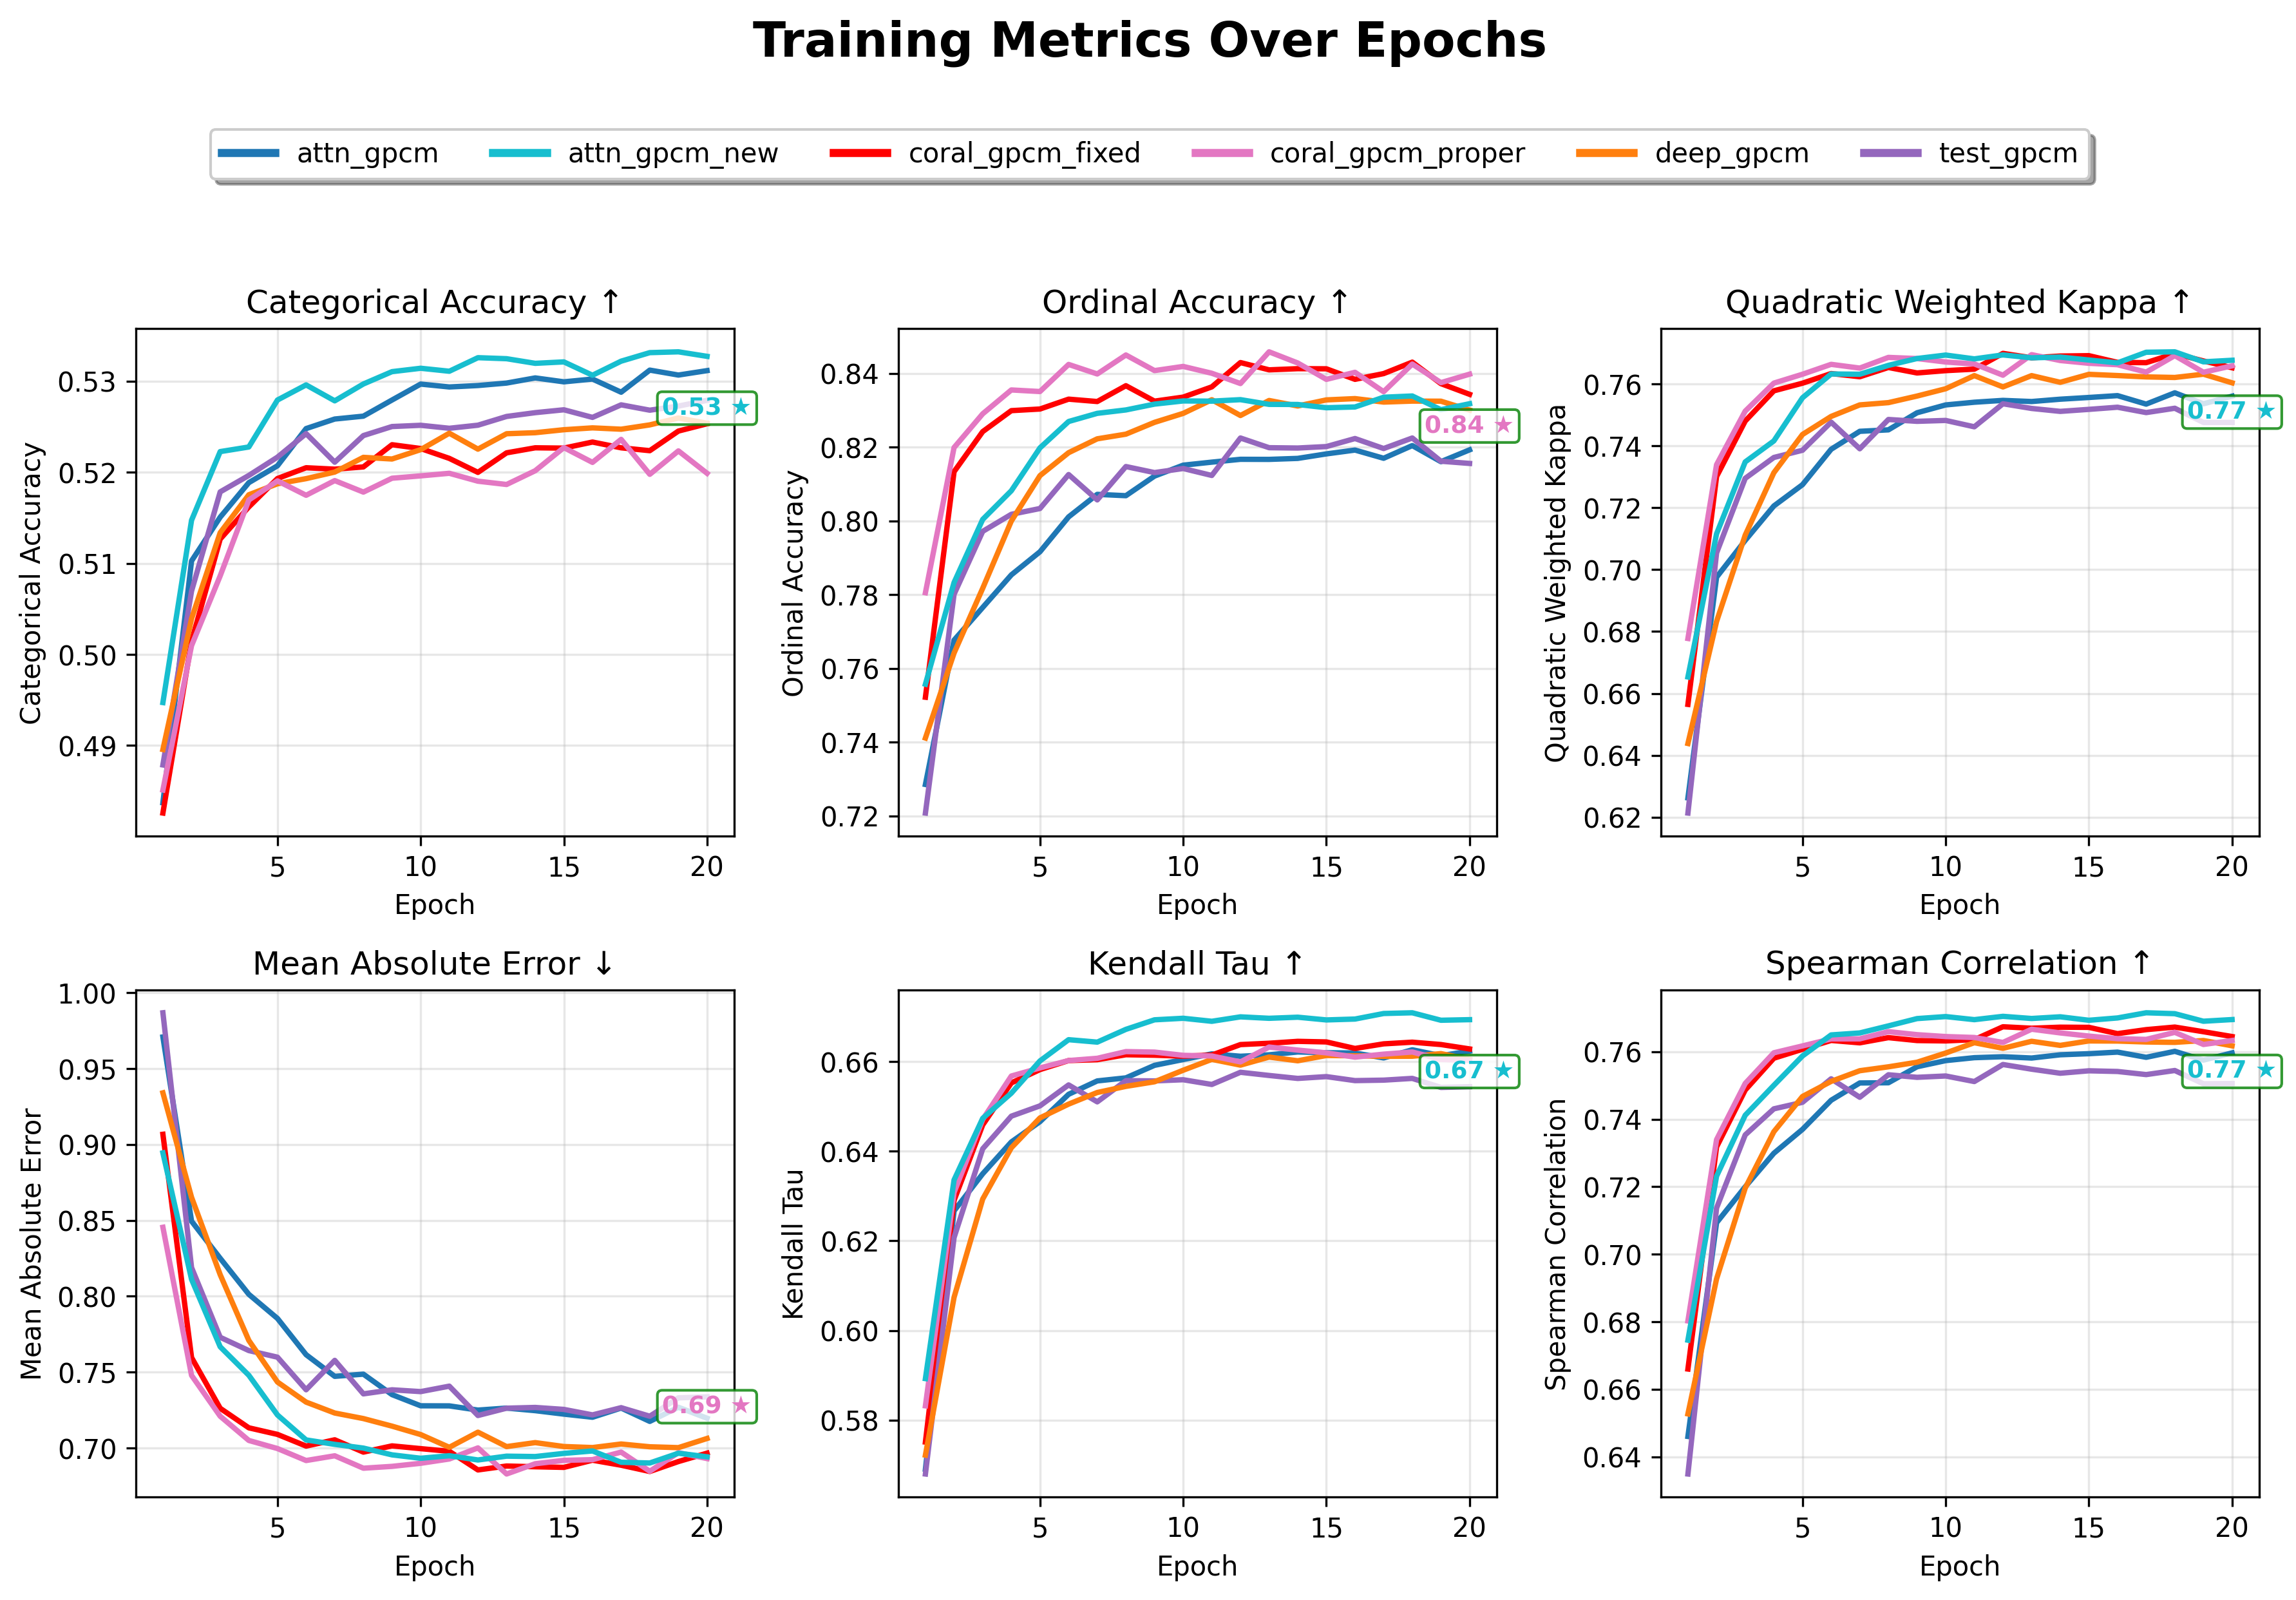 Training Metrics Over Epochs
attn_gpcm attn_gpcm_new coral_gpcm_fixed coral_gpcm_proper deep_gpcm test_gpcm
Categorical Accuracy ↑
Categorical Accuracy
0.53
0.52
0.51
0.50
0.49
0.53 ★
5 10 15 20
Epoch
Ordinal Accuracy ↑
Ordinal Accuracy
0.84
0.82
0.80
0.78
0.76
0.74
0.72
0.84 ★
5 10 15 20
Epoch
Quadratic Weighted Kappa ↑
Quadratic Weighted Kappa
0.76
0.74
0.72
0.70
0.68
0.66
0.64
0.62
0.77 ★
5 10 15 20
Epoch
Mean Absolute Error ↓
Mean Absolute Error
1.00
0.95
0.90
0.85
0.80
0.75
0.70
0.69 ★
5 10 15 20
Epoch
Kendall Tau ↑
Kendall Tau
0.66
0.64
0.62
0.60
0.58
0.67 ★
5 10 15 20
Epoch
Spearman Correlation ↑
Spearman Correlation
0.76
0.74
0.72
0.70
0.68
0.66
0.64
0.77 ★
5 10 15 20
Epoch